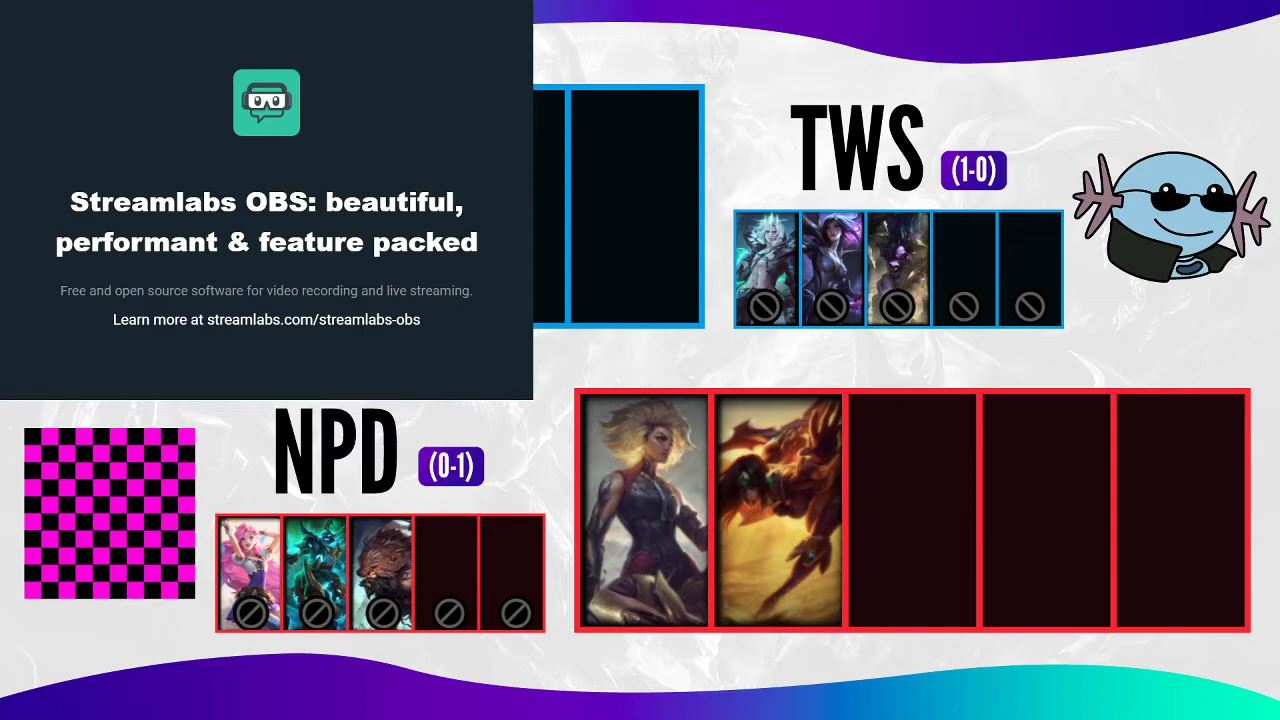 Streamlabs OBS: beautiful,
performant & feature packed
Free and open source software for video recording and live streaming.
Learn more at streamlabs.com/streamlabs-obs
TWS
(1-0)
NPD
(0-1)